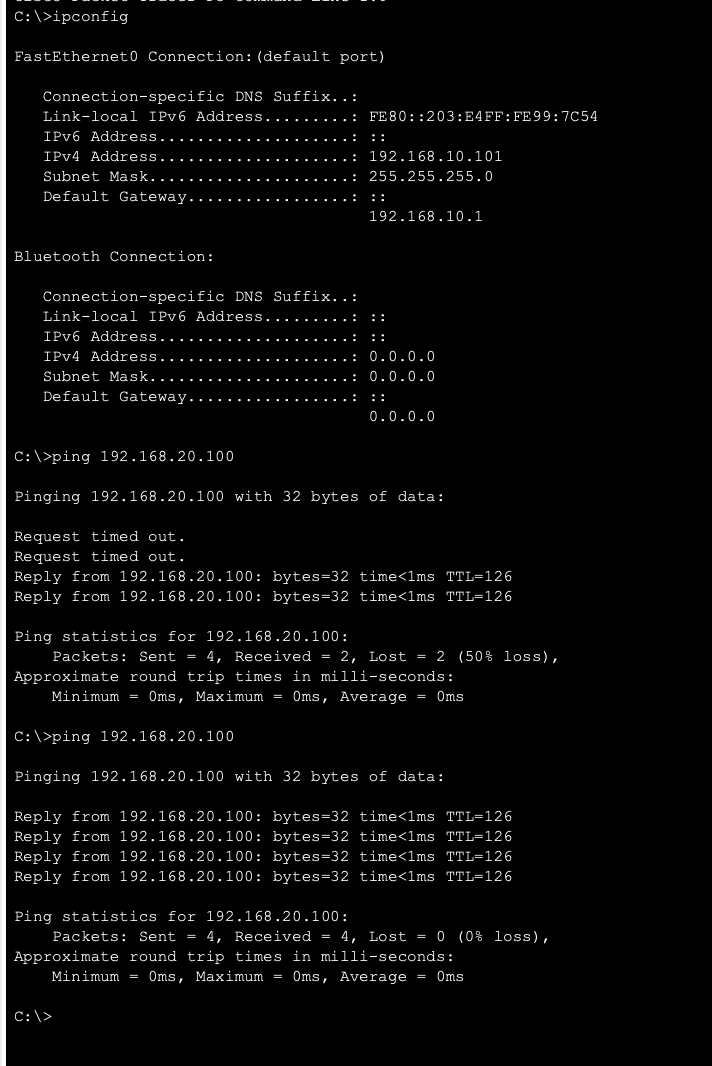 C:\>ipconfig
FastEthernet0 Connection:(default port)
Connection-specific DNS Suffix..:
Link-local IPv6 Address.........: FE80::203:E4FF:FE99:7C54
IPv6 Address....................: ::
IPv4 Address....................: 192.168.10.101
Subnet Mask.....................: 255.255.255.0
Default Gateway.................: ::
192.168.10.1
Bluetooth Connection:
Connection-specific DNS Suffix..:
Link-local IPv6 Address.........: ::
IPv6 Address....................: ::
IPv4 Address....................: 0.0.0.0
Subnet Mask.....................: 0.0.0.0
Default Gateway.................: ::
0.0.0.0
C:\>ping 192.168.20.100
Pinging 192.168.20.100 with 32 bytes of data:
Request timed out.
Request timed out.
Reply from 192.168.20.100: bytes=32 time<1ms TTL=126
Reply from 192.168.20.100: bytes=32 time<1ms TTL=126
Ping statistics for 192.168.20.100:
Packets: Sent = 4, Received = 2, Lost = 2 (50% loss),
Approximate round trip times in milli-seconds:
Minimum = 0ms, Maximum = 0ms, Average = 0ms
C:\>ping 192.168.20.100
Pinging 192.168.20.100 with 32 bytes of data:
Reply from 192.168.20.100: bytes=32 time<1ms TTL=126
Reply from 192.168.20.100: bytes=32 time<1ms TTL=126
Reply from 192.168.20.100: bytes=32 time<1ms TTL=126
Reply from 192.168.20.100: bytes=32 time<1ms TTL=126
Ping statistics for 192.168.20.100:
Packets: Sent = 4, Received = 4, Lost = 0 (0% loss),
Approximate round trip times in milli-seconds:
Minimum = 0ms, Maximum = 0ms, Average = 0ms
C:\>